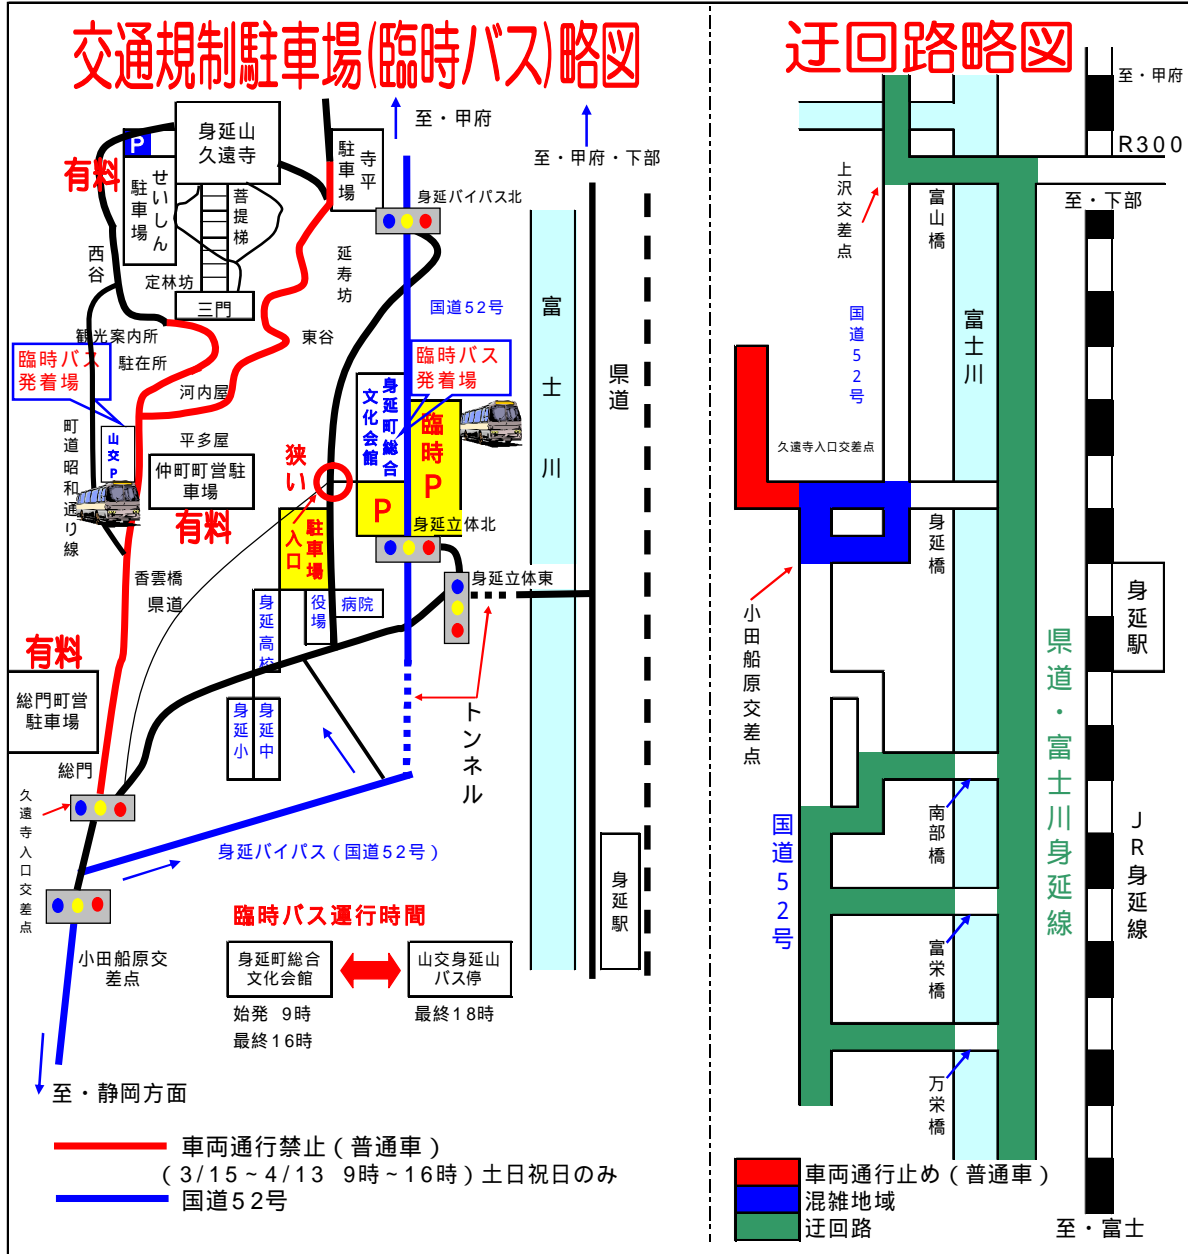 交通規制駐車場(臨時バス)略図
至・甲府
至・甲府・下部
身延山
久遠寺
P
有料
せいしん
駐車場
菩提梯
寺平
駐車場
身延バイパス北
西谷
定林坊
三門
延寿坊
国道52号
富士川
東谷
観光案内所
駐在所
臨時バス
発着場
臨時バス
発着場
県道
河内屋
身延町総合
文化会館
臨時P
町道昭和通り線
山交P
平多屋
仲町町営駐
車場
有料
狭い
P
身延立体北
駐車場
入口
身延立体東
香雲橋
県道
身延高校
役場
病院
有料
総門町営
駐車場
身延小
身延中
トンネル
総門
久遠寺入口交差点
身延バイパス(国道52号)
身延駅
小田船原交
差点
臨時バス運行時間
身延町総合
文化会館
山交身延山
バス停
始発 9時
最終16時
最終18時
至・静岡方面
車両通行禁止(普通車)
(3/15~4/13 9時~16時)土日祝日のみ
国道52号
迂回路略図
至・甲府
R300
至・下部
上沢交差点
富山橋
国道52号
富士川
久遠寺入口交差点
身延橋
小田船原交差点
身延駅
県道・富士川身延線
国道52号
南部橋
JR身延線
富栄橋
万栄橋
車両通行止め(普通車)
混雑地域
迂回路
至・富士